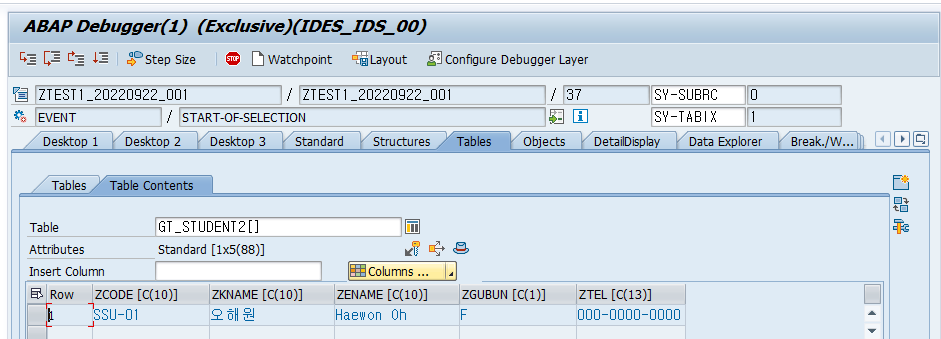 ABAP Debugger(1) (Exclusive)(IDES_IDS_00)
Step Size STOP Watchpoint Layout Configure Debugger Layer
ZTEST1_20220922_001 / ZTEST1_20220922_001 / 37 SY-SUBRC 0
EVENT / START-OF-SELECTION SY-TABIX 1
Desktop 1 Desktop 2 Desktop 3 Standard Structures Tables Objects DetailDisplay Data Explorer Break./W...
Tables Table Contents
Table GT_STUDENT2[]
Attributes Standard [1x5(88)]
Insert Column Columns ...
Row ZCODE [C(10)] ZKNAME [C(10)] ZENAME [C(10)] ZGUBUN [C(1)] ZTEL [C(13)]
1 SSU-01 오해원 Haewon Oh F 000-0000-0000